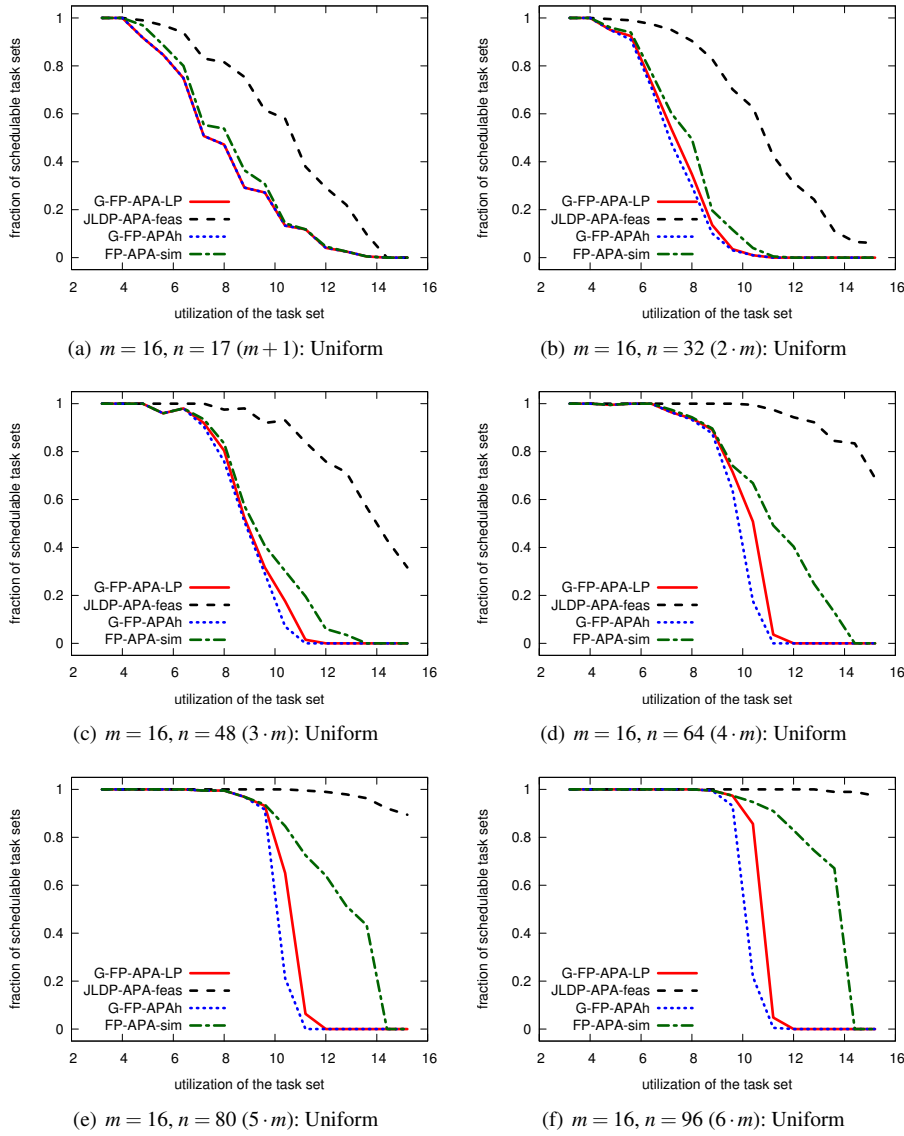 fraction of schedulable task sets
1
0.8
0.6
0.4
0.2
0
G-FP-APA-LP
JLDP-APA-feas
G-FP-APAh
FP-APA-sim
2 4 6 8 10 12 14 16
utilization of the task set
(a) m = 16, n = 17 (m+1): Uniform
fraction of schedulable task sets
1
0.8
0.6
0.4
0.2
0
G-FP-APA-LP
JLDP-APA-feas
G-FP-APAh
FP-APA-sim
2 4 6 8 10 12 14 16
utilization of the task set
(b) m = 16, n = 32 (2·m): Uniform
fraction of schedulable task sets
1
0.8
0.6
0.4
0.2
0
G-FP-APA-LP
JLDP-APA-feas
G-FP-APAh
FP-APA-sim
2 4 6 8 10 12 14 16
utilization of the task set
(c) m = 16, n = 48 (3·m): Uniform
fraction of schedulable task sets
1
0.8
0.6
0.4
0.2
0
G-FP-APA-LP
JLDP-APA-feas
G-FP-APAh
FP-APA-sim
2 4 6 8 10 12 14 16
utilization of the task set
(d) m = 16, n = 64 (4·m): Uniform
fraction of schedulable task sets
1
0.8
0.6
0.4
0.2
0
G-FP-APA-LP
JLDP-APA-feas
G-FP-APAh
FP-APA-sim
2 4 6 8 10 12 14 16
utilization of the task set
(e) m = 16, n = 80 (5·m): Uniform
fraction of schedulable task sets
1
0.8
0.6
0.4
0.2
0
G-FP-APA-LP
JLDP-APA-feas
G-FP-APAh
FP-APA-sim
2 4 6 8 10 12 14 16
utilization of the task set
(f) m = 16, n = 96 (6·m): Uniform